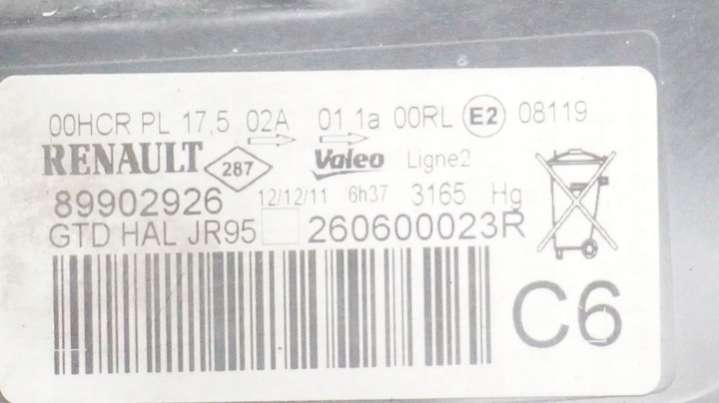 00HCR PL 17,5 02A 01 1a 00RL E2 08119
RENAULT 287 Valeo Ligne2
89902926 12/12/11 6h37 3165 Hg
GTD HAL JR95 260600023R
C6